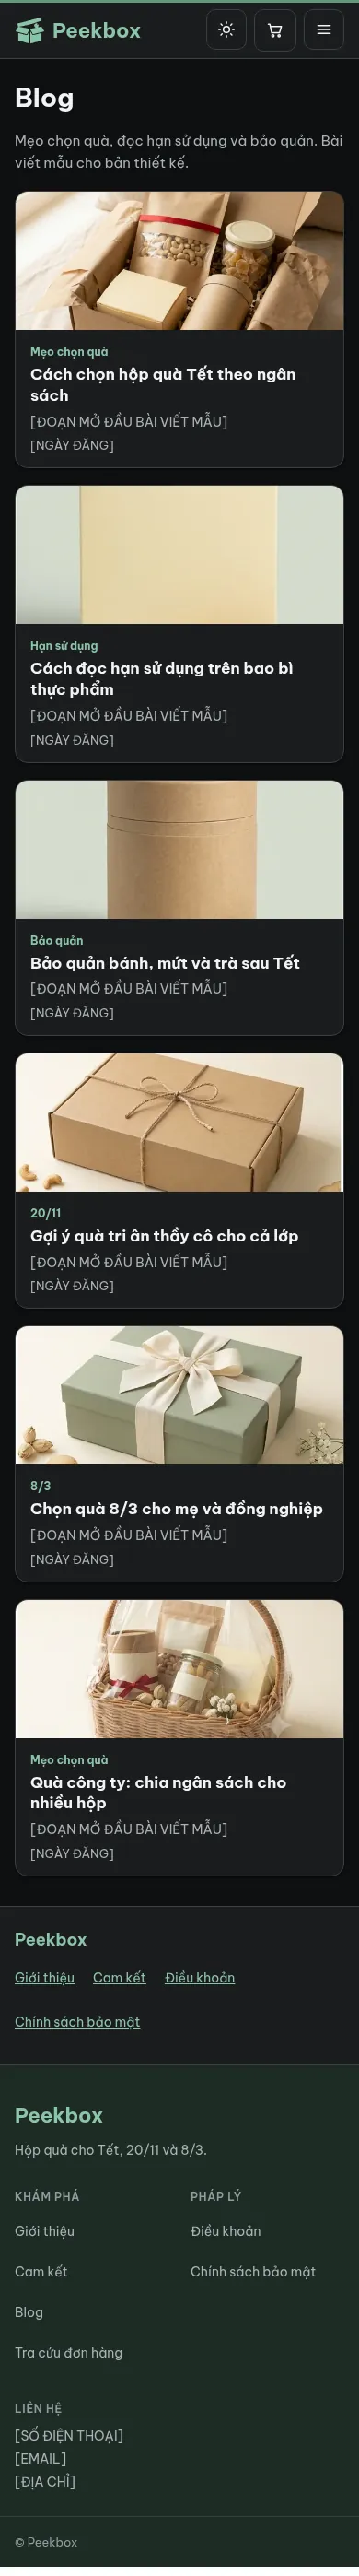 Peekbox
Blog
Mẹo chọn quà, đọc hạn sử dụng và bảo quản. Bài
viết mẫu cho bản thiết kế.
Mẹo chọn quà
Cách chọn hộp quà Tết theo ngân
sách
[ĐOẠN MỞ ĐẦU BÀI VIẾT MẪU]
[NGÀY ĐĂNG]
Hạn sử dụng
Cách đọc hạn sử dụng trên bao bì
thực phẩm
[ĐOẠN MỞ ĐẦU BÀI VIẾT MẪU]
[NGÀY ĐĂNG]
Bảo quản
Bảo quản bánh, mứt và trà sau Tết
[ĐOẠN MỞ ĐẦU BÀI VIẾT MẪU]
[NGÀY ĐĂNG]
20/11
Gợi ý quà tri ân thầy cô cho cả lớp
[ĐOẠN MỞ ĐẦU BÀI VIẾT MẪU]
[NGÀY ĐĂNG]
8/3
Chọn quà 8/3 cho mẹ và đồng nghiệp
[ĐOẠN MỞ ĐẦU BÀI VIẾT MẪU]
[NGÀY ĐĂNG]
Mẹo chọn quà
Quà công ty: chia ngân sách cho
nhiều hộp
[ĐOẠN MỞ ĐẦU BÀI VIẾT MẪU]
[NGÀY ĐĂNG]
Peekbox
Giới thiệu Cam kết Điều khoản
Chính sách bảo mật
Peekbox
Hộp quà cho Tết, 20/11 và 8/3.
KHÁM PHÁ
Giới thiệu
Cam kết
Blog
Tra cứu đơn hàng
PHÁP LÝ
Điều khoản
Chính sách bảo mật
LIÊN HỆ
[SỐ ĐIỆN THOẠI]
[EMAIL]
[ĐỊA CHỈ]
© Peekbox